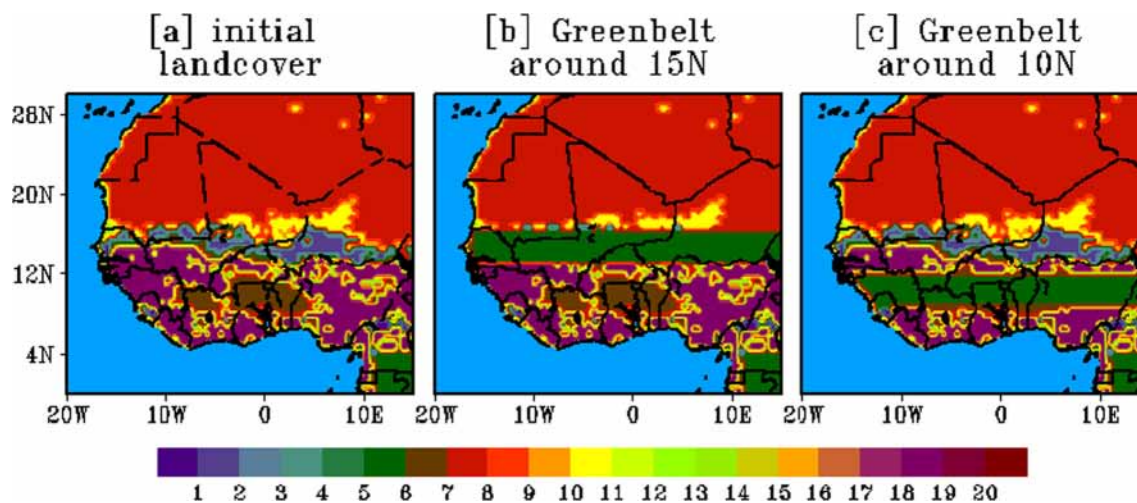 [a] initial
landcover
[b] Greenbelt
around 15N
[c] Greenbelt
around 10N
28N
20N
12N
4N
20W 10W 0 10E
20W 10W 0 10E
20W 10W 0 10E
1 2 3 4 5 6 7 8 9 10 11 12 13 14 15 16 17 18 19 20